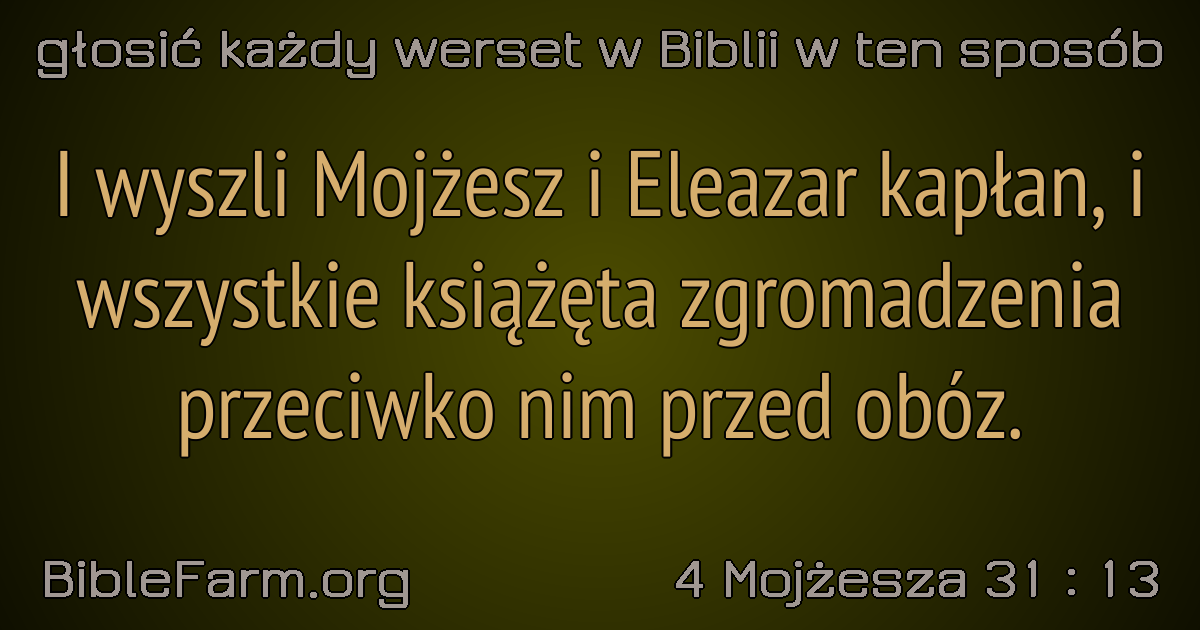 głosić każdy werset w Biblii w ten sposób
I wyszli Mojżesz i Eleazar kapłan, i
wszystkie książęta zgromadzenia
przeciwko nim przed obóz.
BibleFarm.org
4 Mojżesza 31 : 13